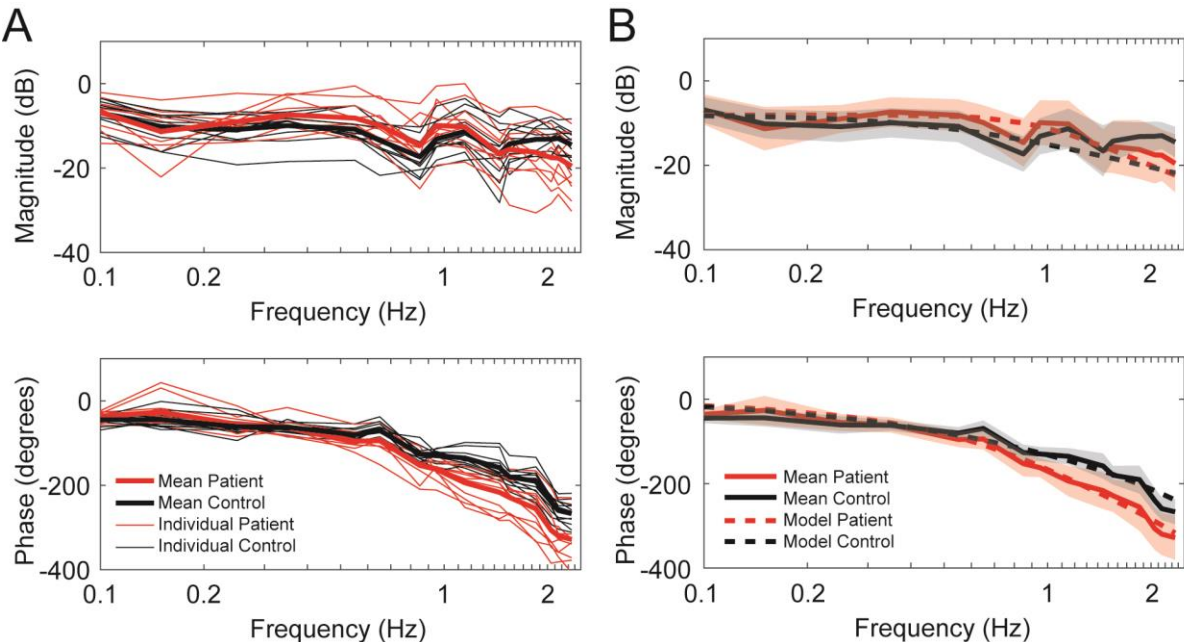 A
Magnitude (dB)
0
-20
-40
0.1
0.2
1
2
Frequency (Hz)
Phase (degrees)
0
-200
-400
Mean Patient
Mean Control
Individual Patient
Individual Control
0.1
0.2
1
2
Frequency (Hz)
B
Magnitude (dB)
0
-20
-40
0.1
0.2
1
2
Frequency (Hz)
Phase (degrees)
0
-200
-400
Mean Patient
Mean Control
Model Patient
Model Control
0.1
0.2
1
2
Frequency (Hz)